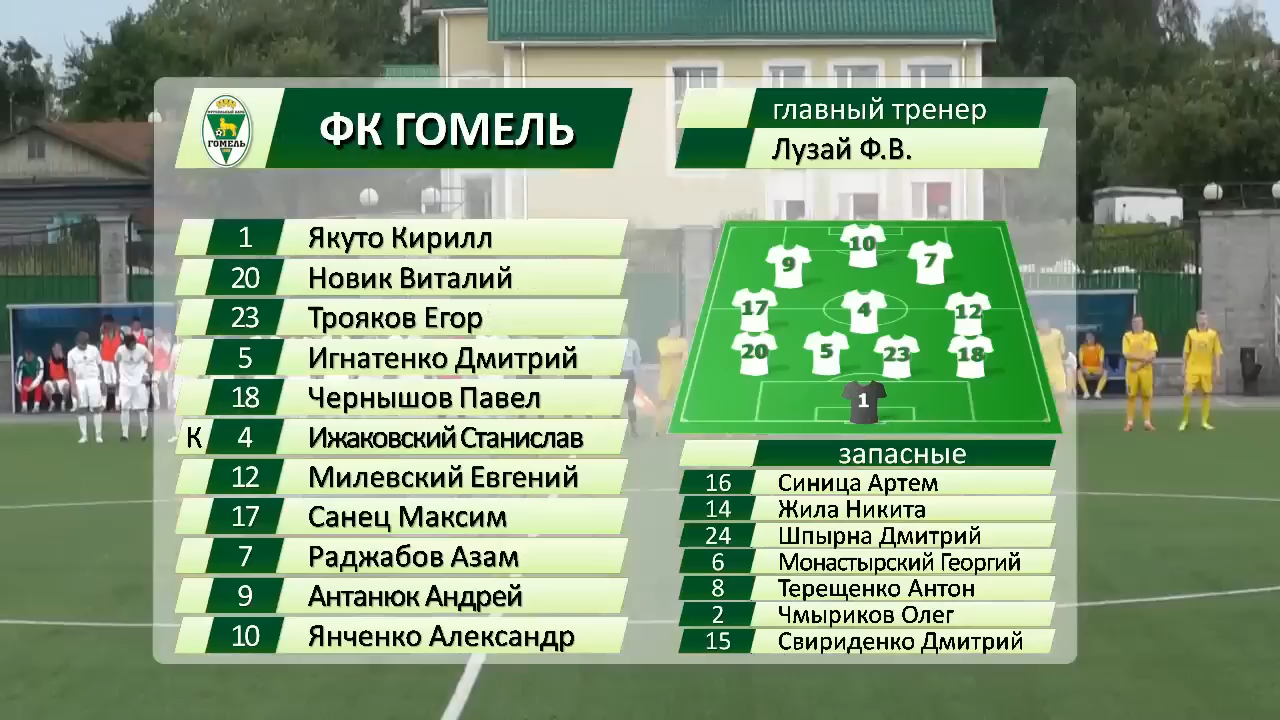 ФК ГОМЕЛЬ
ГОМЕЛЬ
главный тренер
Лузай Ф.В.
1 Якуто Кирилл
20 Новик Виталий
23 Трояков Егор
5 Игнатенко Дмитрий
18 Чернышов Павел
К 4 Ижаковский Станислав
12 Милевский Евгений
17 Санец Максим
7 Раджабов Азам
9 Антанюк Андрей
10 Янченко Александр
10
9 7
17 4 12
20 5 23 18
1
запасные
16 Синица Артем
14 Жила Никита
24 Шпырна Дмитрий
6 Монастырский Георгий
8 Терещенко Антон
2 Чмыриков Олег
15 Свириденко Дмитрий